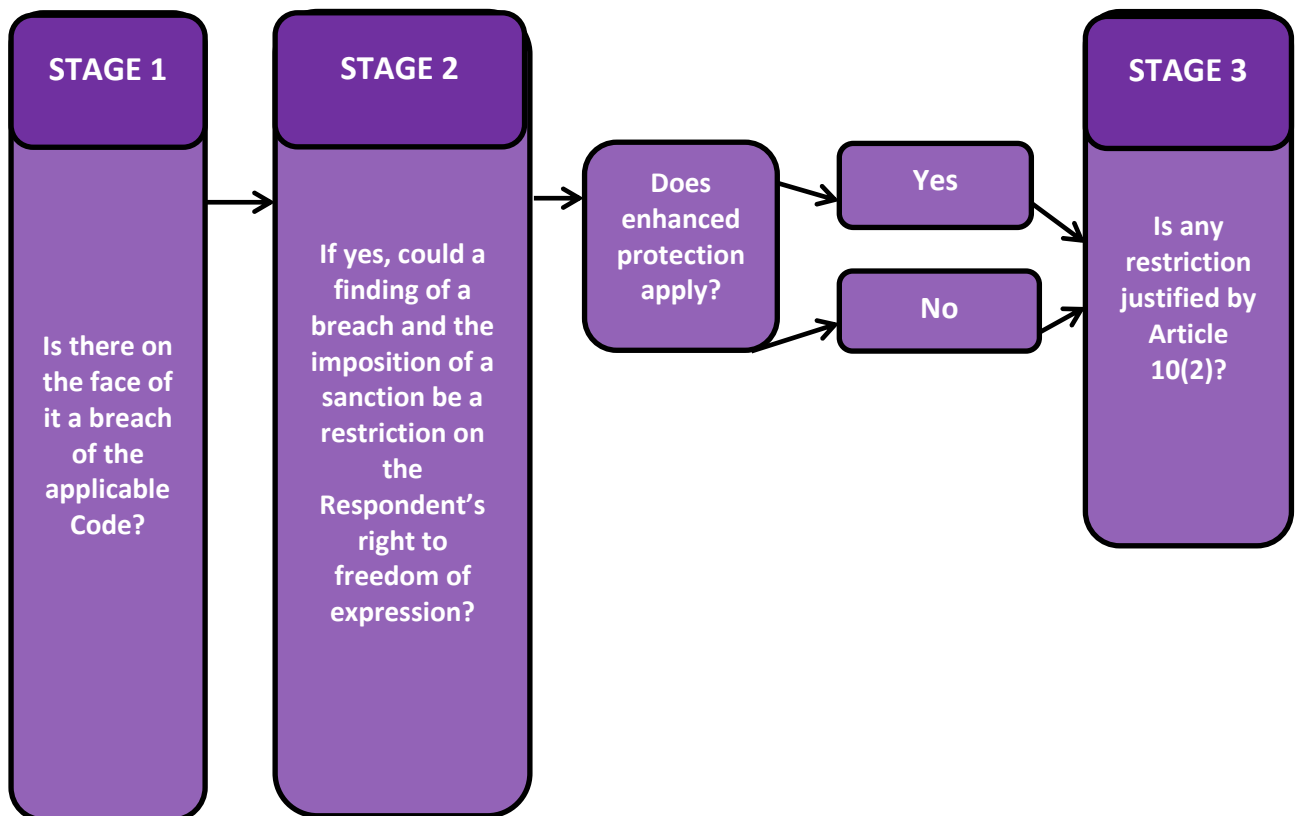 STAGE 1
Is there on
the face of
it a breach
of the
applicable
Code?
STAGE 2
If yes, could a
finding of a
breach and the
imposition of a
sanction be a
restriction on
the
Respondent’s
right to
freedom of
expression?
Does
enhanced
protection
apply?
Yes
No
STAGE 3
Is any
restriction
justified by
Article
10(2)?